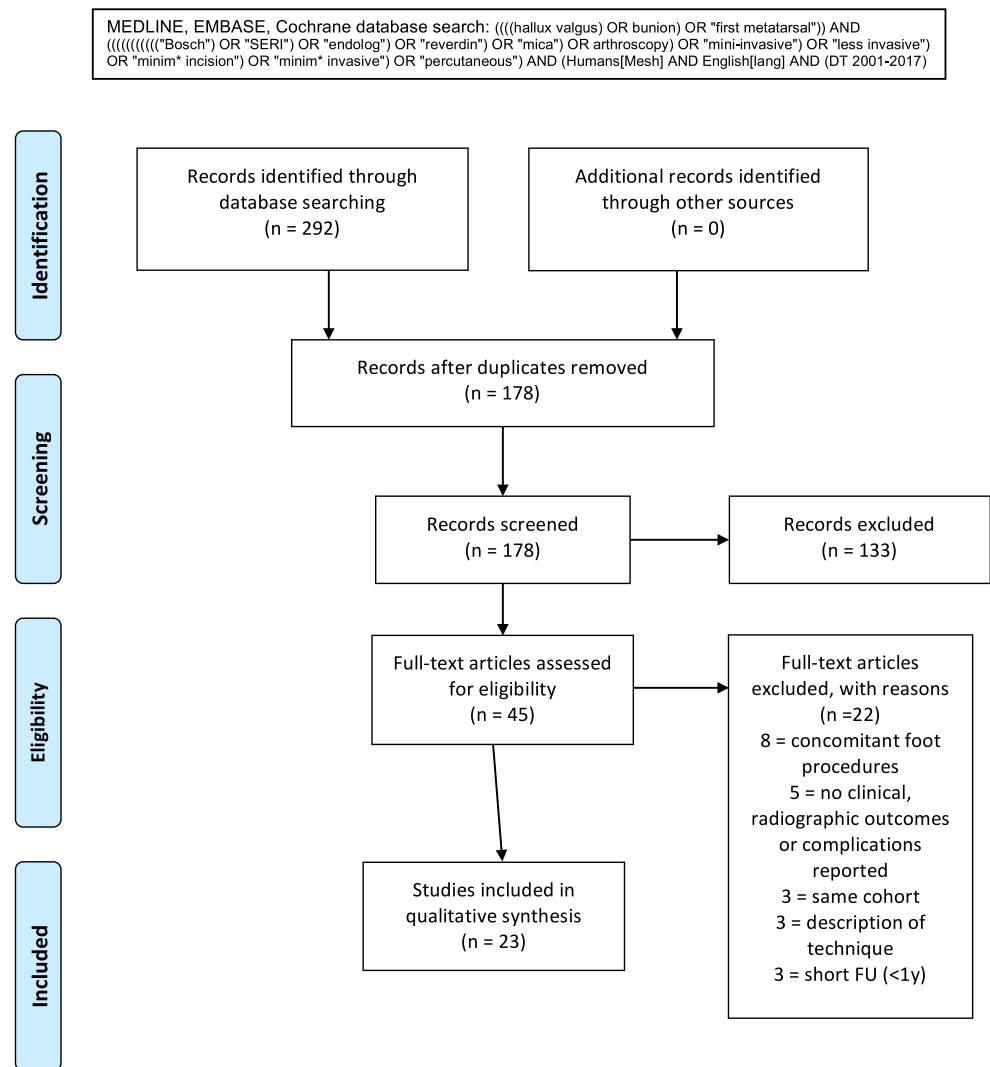 MEDLINE, EMBASE, Cochrane database search: ((((hallux valgus) OR bunion) OR "first metatarsal")) AND
((((((((((("Bosch") OR "SERI") OR "endolog") OR "reverdin") OR "mica") OR arthroscopy) OR "mini-invasive") OR "less invasive")
OR "minim* incision") OR "minim* invasive") OR "percutaneous") AND (Humans[Mesh] AND English[lang] AND (DT 2001-2017)
Identification
Records identified through
database searching
(n = 292)
Additional records identified
through other sources
(n = 0)
Records after duplicates removed
(n = 178)
Screening
Records screened
(n = 178)
Records excluded
(n = 133)
Eligibility
Full-text articles assessed
for eligibility
(n = 45)
Full-text articles
excluded, with reasons
(n =22)
8 = concomitant foot
procedures
5 = no clinical,
radiographic outcomes
or complications
reported
3 = same cohort
3 = description of
technique
3 = short FU (<1y)
Included
Studies included in
qualitative synthesis
(n = 23)